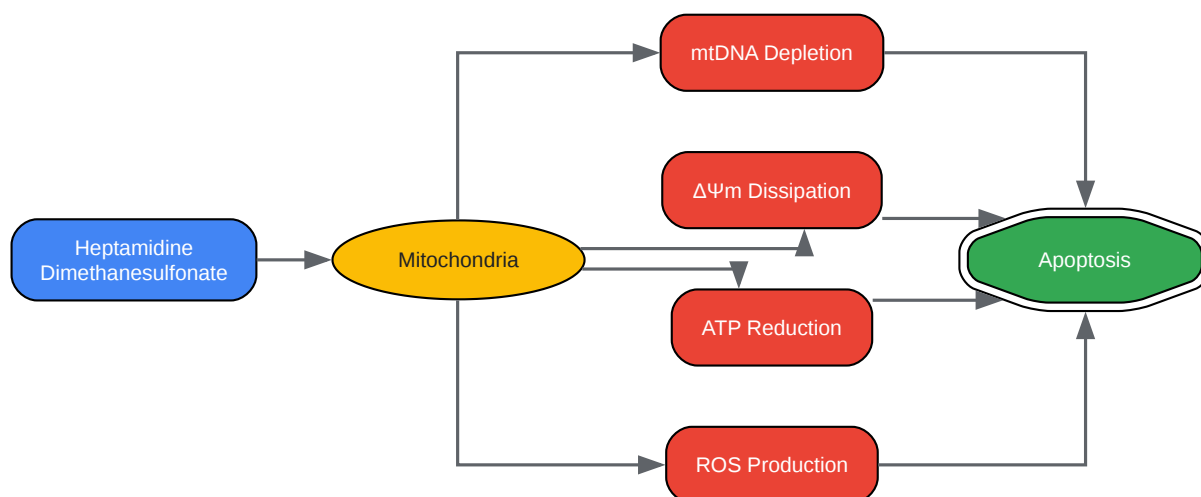 mtDNA Depletion
ΔΨm Dissipation
Heptamidine
Dimethanesulfonate
Mitochondria
Apoptosis
ATP Reduction
ROS Production